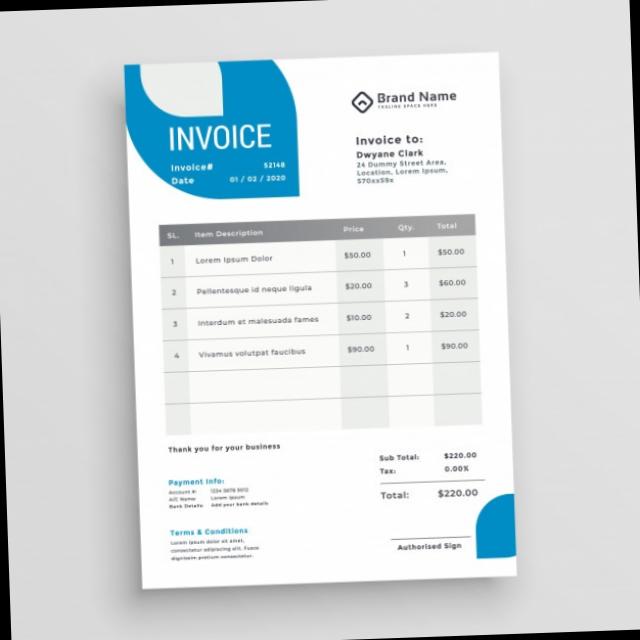 INVOICE
Invoice# 52148
Date 01 / 02 / 2020
Brand Name
TAGLINE SPACE HERE
Invoice to:
Dwyane Clark
24 Dummy Street Area,
Location, Lorem Ipsum,
570xx59x
SL. Item Description Price Qty. Total
1 Lorem Ipsum Dolor $50.00 1 $50.00
2 Pellentesque id neque ligula $20.00 3 $60.00
3 Interdum et malesuada fames $10.00 2 $20.00
4 Vivamus volutpat faucibus $90.00 1 $90.00
Thank you for your business
Sub Total: $220.00
Tax: 0.00%
Total: $220.00
Payment Info:
Account #: 1234 5678 9012
A/C Name: Lorem Ipsum
Bank Details: Add your bank details
Terms & Conditions
Lorem ipsum dolor sit amet,
consectetur adipiscing elit. Fusce
dignissim pretium consectetur.
Authorised Sign